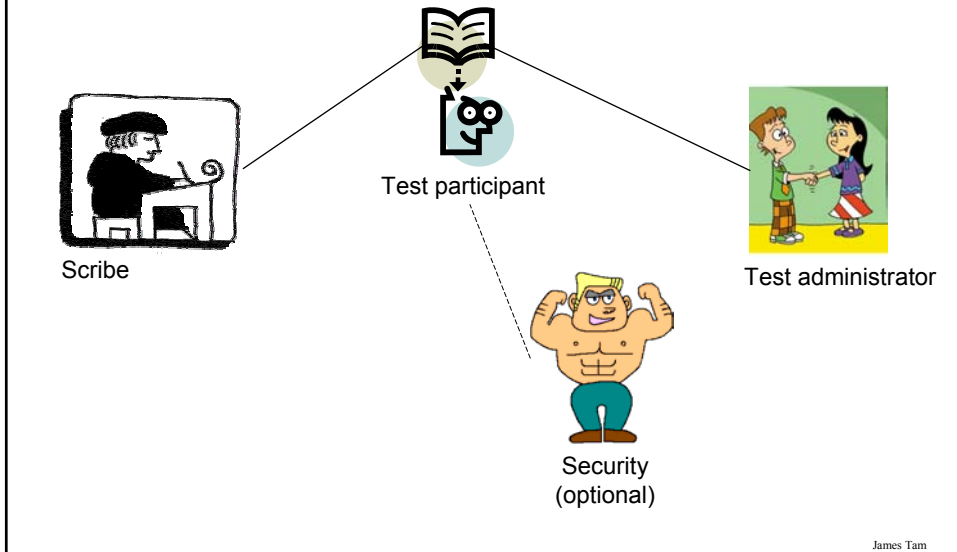 Test participant
Scribe
Test administrator
Security
(optional)
James Tam